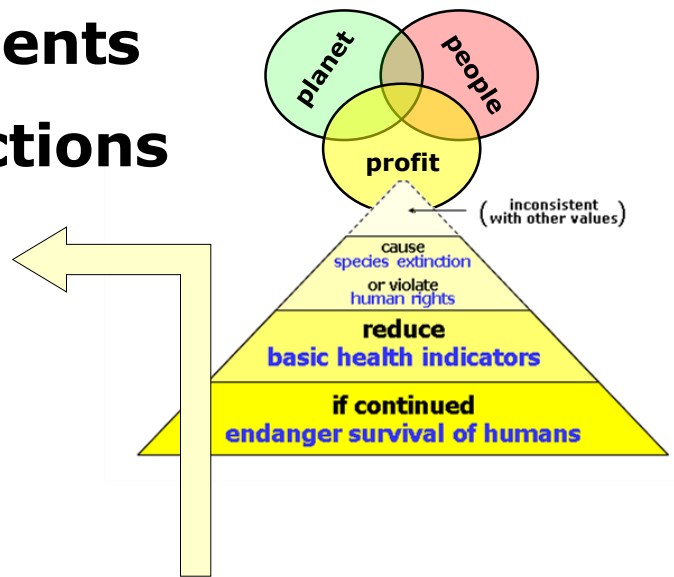 ents
ctions
planet
people
profit
(inconsistent
with other values)
cause
species extinction
or violate
human rights
reduce
basic health indicators
if continued
endanger survival of humans